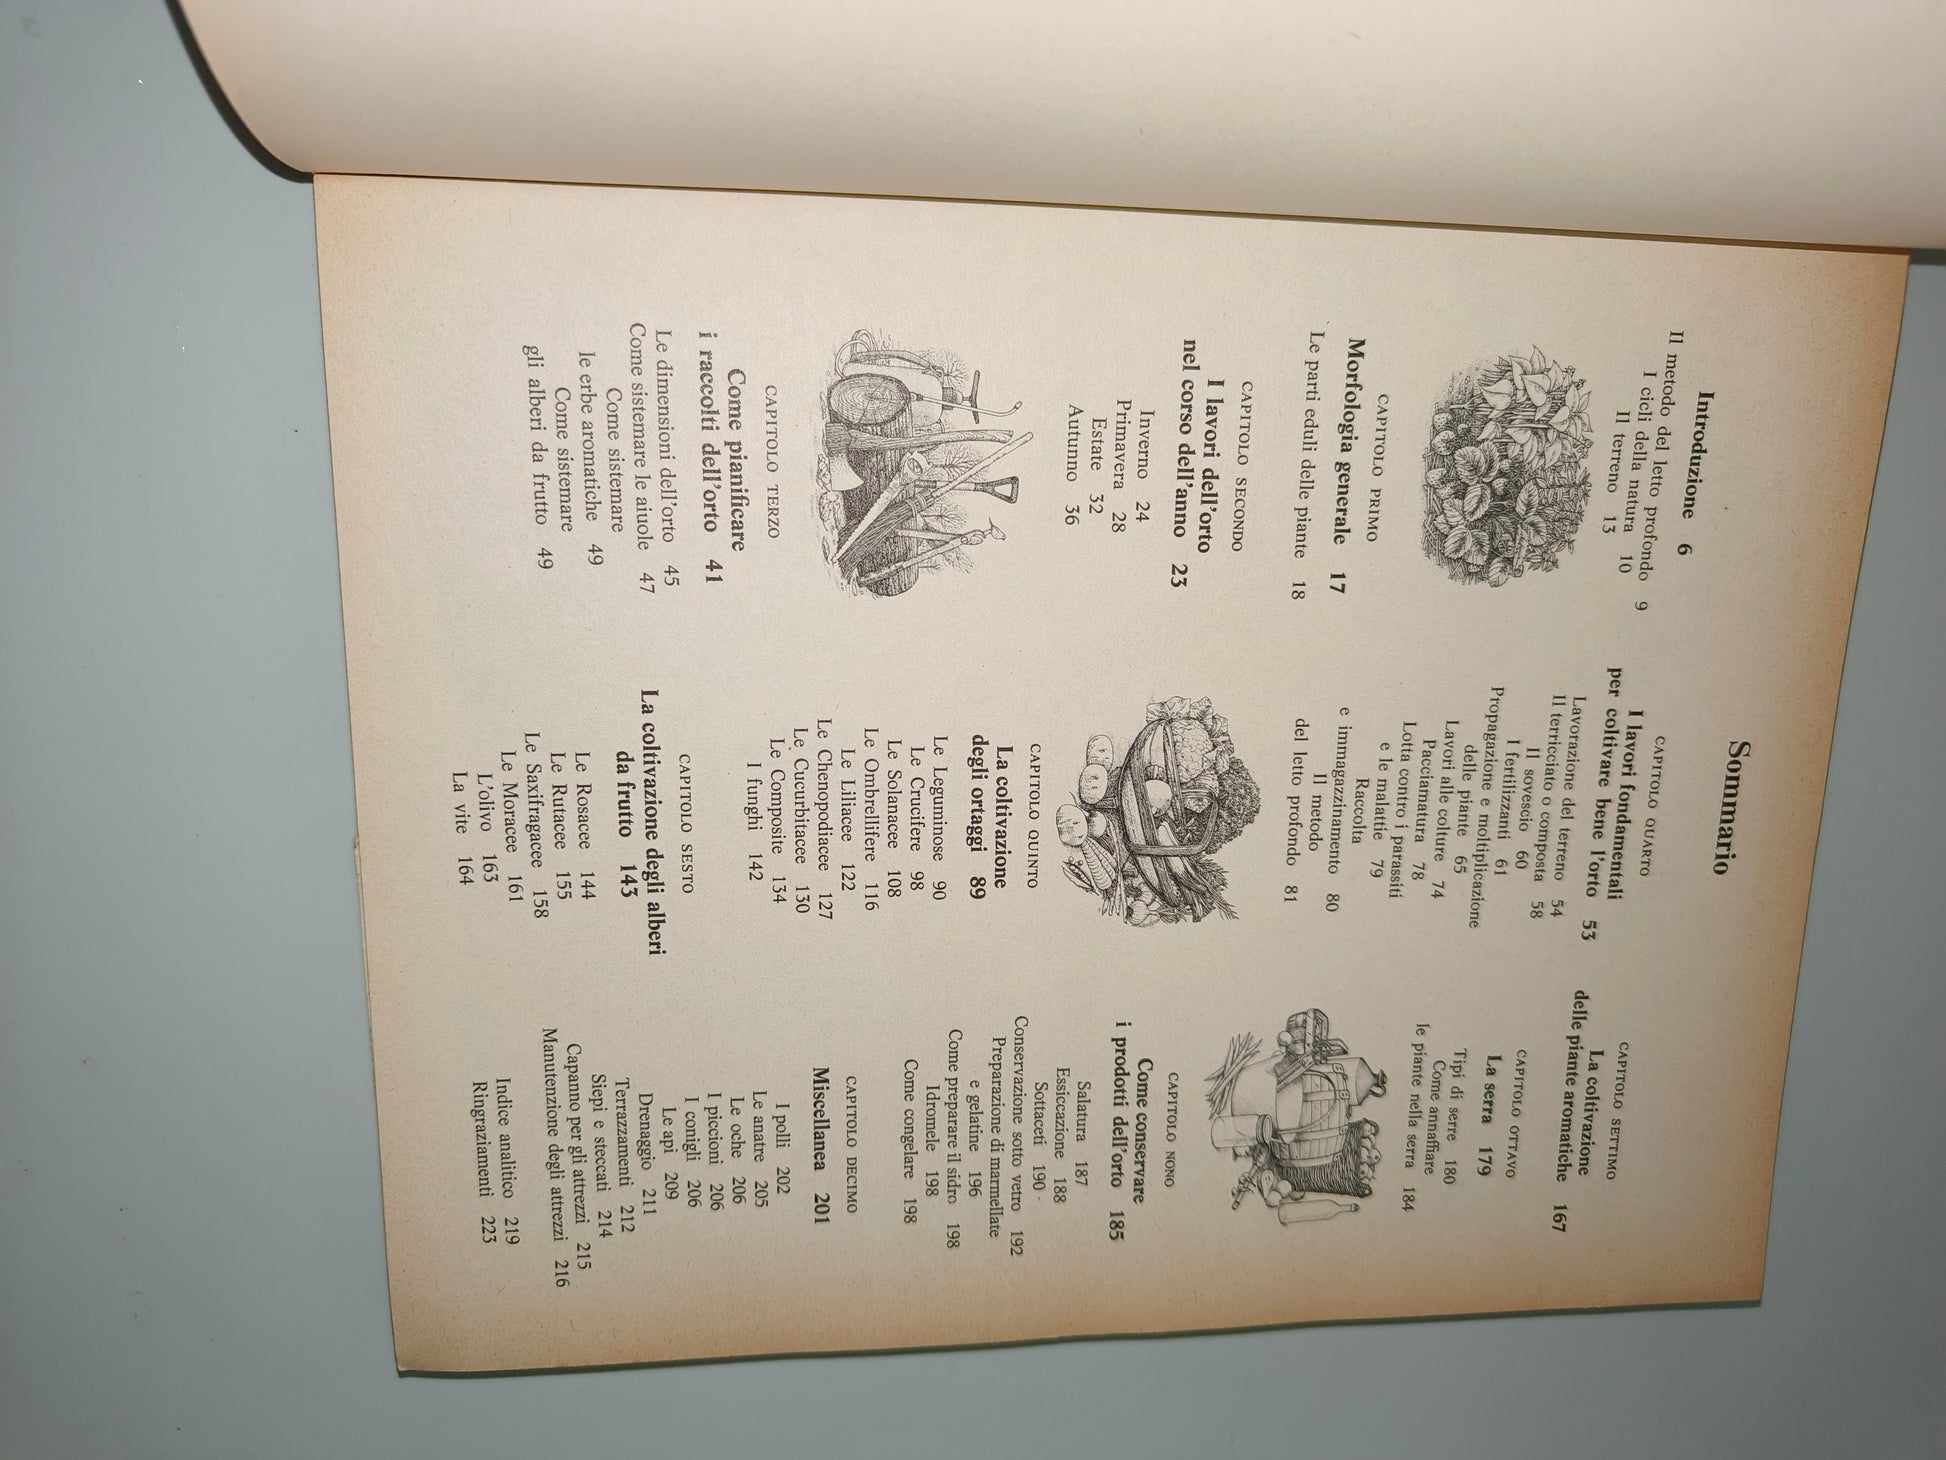 Sommario
Introduzione 6
Il metodo del letto profondo 9
I cicli della natura 10
Il terreno 13
CAPITOLO PRIMO
Morfologia generale 17
Le parti eduli delle piante 18
CAPITOLO SECONDO
I lavori dell'orto
nel corso dell'anno 23
Inverno 24
Primavera 28
Estate 32
Autunno 36
CAPITOLO TERZO
Come pianificare
i raccolti dell'orto 41
Le dimensioni dell'orto 45
Come sistemare le aiuole 47
Come sistemare
le erbe aromatiche 49
Come sistemare
gli alberi da frutto 49
CAPITOLO QUARTO
I lavori fondamentali
per coltivare bene l'orto 53
Lavorazione del terreno 54
Il terricciato o composta 58
Il sovescio 60
I fertilizzanti 61
Propagazione e moltiplicazione
delle piante 65
Lavori alle colture 74
Pacciamatura 78
Lotta contro i parassiti
e le malattie 79
Raccolta
e immagazzinamento 80
Il metodo
del letto profondo 81
CAPITOLO QUINTO
La coltivazione
degli ortaggi 89
Le Leguminose 90
Le Crucifere 98
Le Solanacee 108
Le Ombrellifere 116
Le Liliacee 122
Le Chenopodiacee 127
Le Cucurbitacee 130
Le Composite 134
I funghi 142
CAPITOLO SESTO
La coltivazione degli alberi
da frutto 143
Le Rosacee 144
Le Rutacee 155
Le Saxifragacee 158
Le Moracee 161
L'olivo 163
La vite 164
CAPITOLO SETTIMO
La coltivazione
delle piante aromatiche 167
CAPITOLO OTTAVO
La serra 179
Tipi di serre 180
Come annaffiare
le piante nella serra 184
CAPITOLO NONO
Come conservare
i prodotti dell'orto 185
Salatura 187
Essiccazione 188
Sottaceti 190
Conservazione sotto vetro 192
Preparazione di marmellate
e gelatine 196
Come preparare il sidro 198
Idromele 198
Come congelare 198
CAPITOLO DECIMO
Miscellanea 201
I polli 202
Le anatre 205
Le oche 206
I piccioni 206
I conigli 206
Le api 209
Drenaggio 211
Terrazzamenti 212
Siepi e steccati 214
Capanno per gli attrezzi 215
Manutenzione degli attrezzi 216
Indice analitico 219
Ringraziamenti 223